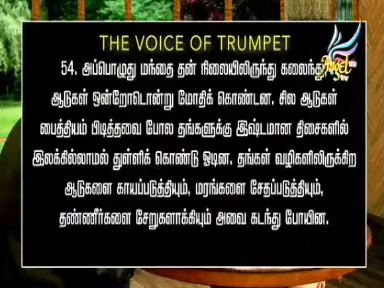 THE VOICE OF TRUMPET
54. அப்பொழுது மந்தை தன் நிலையிலிருந்து கலைந்து
ஆடுகள் ஒன்றோடொன்று மோதிக் கொண்டன. சில ஆடுகள்
பைத்தியம் பிடித்தவை போல தங்களுக்கு இஷ்டமான திசைகளில்
இலக்கில்லாமல் துள்ளிக் கொண்டு ஓடின. தங்கள் வழிகளிலிருக்கிற
ஆடுகளை காயப்படுத்தியும், மரங்களை சேதப்படுத்தியும்,
தண்ணீர்களை சேறுகளாக்கியும் அவை கடந்து போயின.